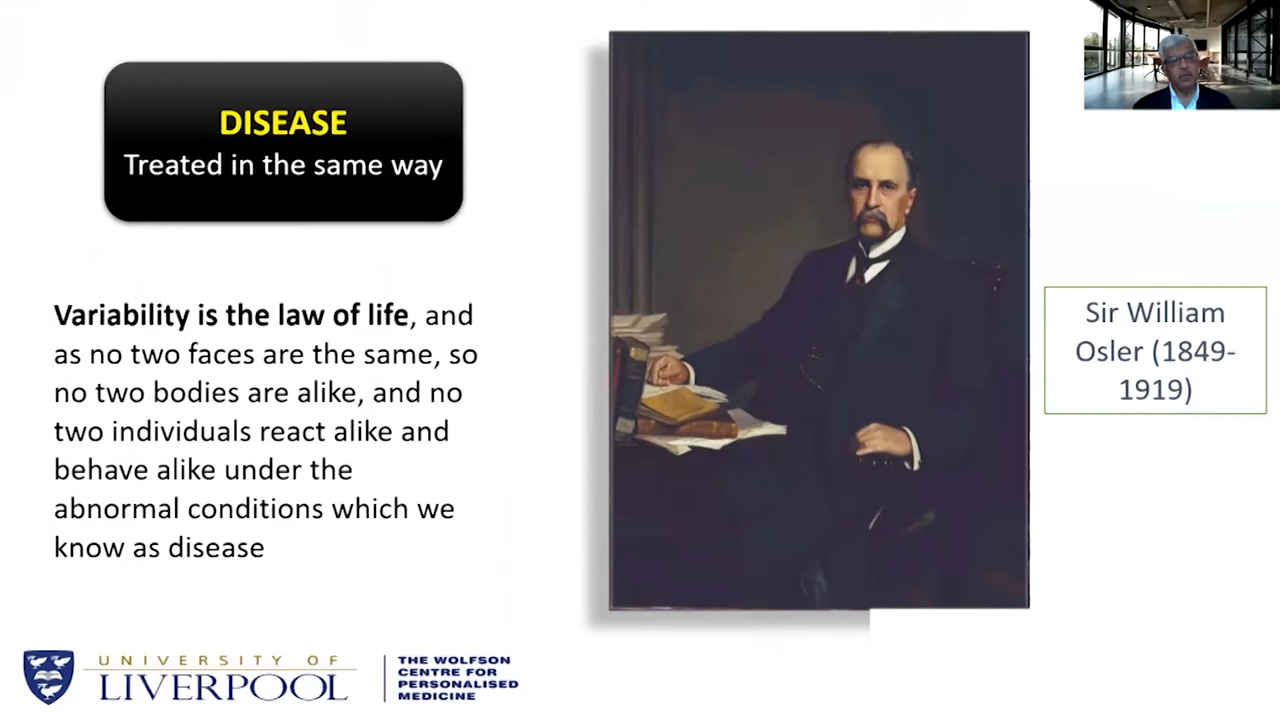 DISEASE
Treated in the same way
Variability is the law of life, and
as no two faces are the same, so
no two bodies are alike, and no
two individuals react alike and
behave alike under the
abnormal conditions which we
know as disease
Sir William
Osler (1849-
1919)
UNIVERSITY OF
LIVERPOOL
THE WOLFSON
CENTRE FOR
PERSONALISED
MEDICINE